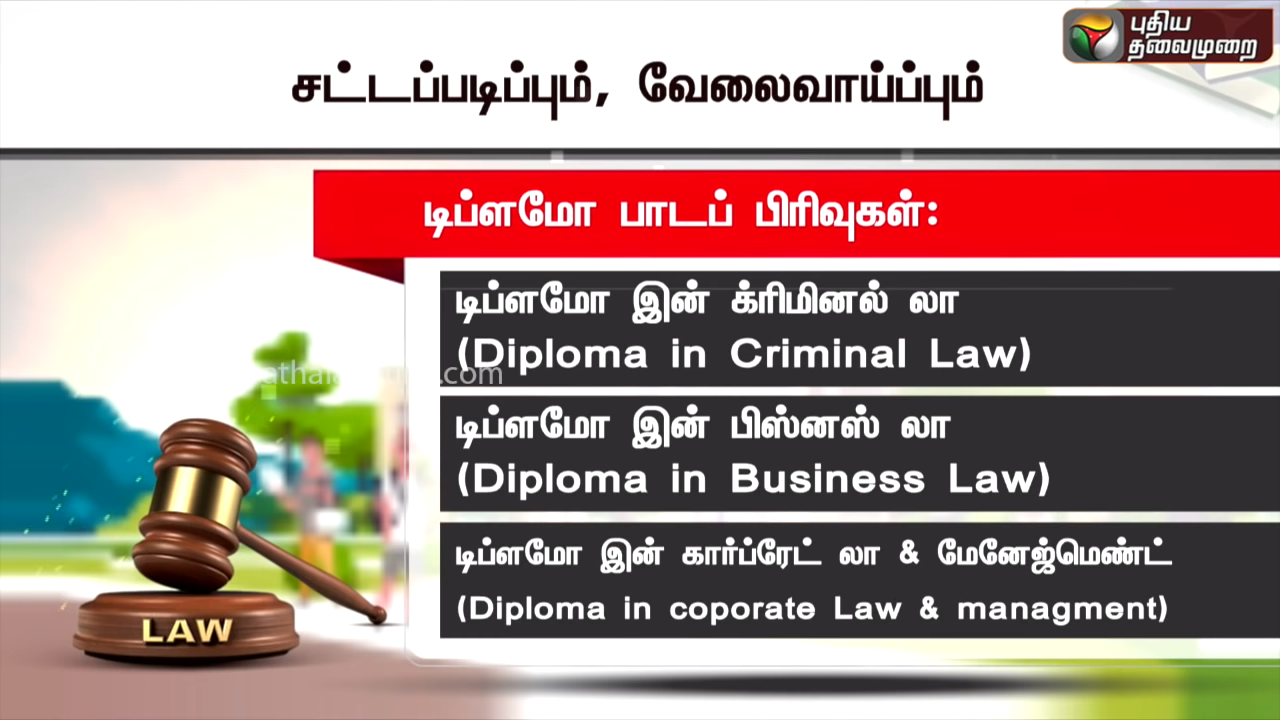 புதிய
தலைமுறை
சட்டப்படிப்பும், வேலைவாய்ப்பும்
டிப்ளமோ பாடப் பிரிவுகள்:
டிப்ளமோ இன் க்ரிமினல் லா
(Diploma in Criminal Law)
டிப்ளமோ இன் பிஸ்னஸ் லா
(Diploma in Business Law)
டிப்ளமோ இன் கார்ப்ரேட் லா & மேனேஜ்மெண்ட்
(Diploma in coporate Law & managment)
LAW